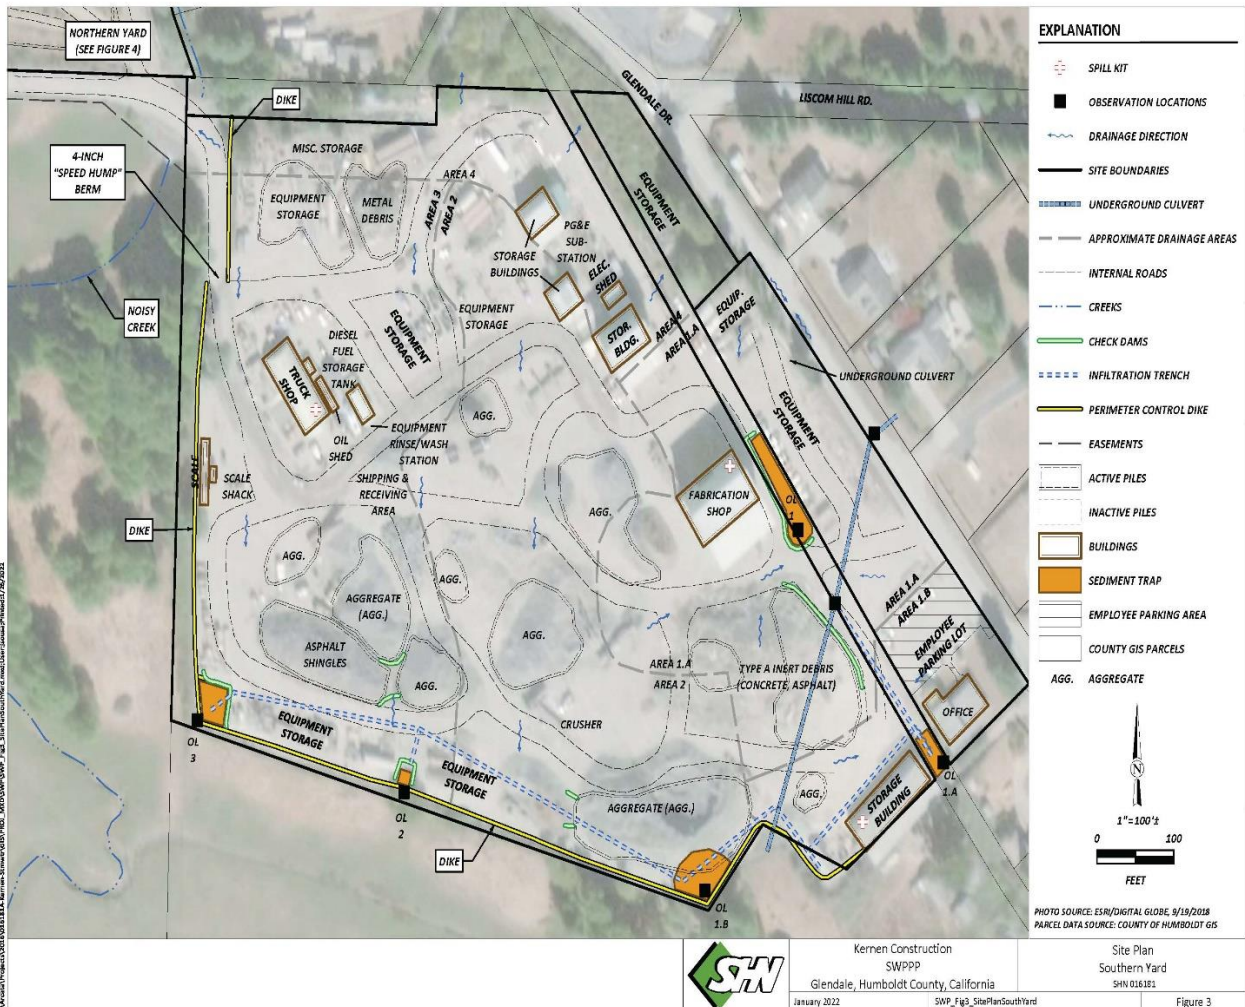 NORTHERN YARD
(SEE FIGURE 4)
DIKE
4-INCH
"SPEED HUMP"
BERM
NOISY
CREEK
DIKE
MISC. STORAGE
AREA 4
EQUIPMENT
STORAGE
METAL
DEBRIS
AREA 3
AREA 2
STORAGE
BUILDINGS
PG&E
SUB-
STATION
ELEC.
SHED
STOR.
BLDG.
AREA 4
AREA 1.A
EQUIPMENT
STORAGE
EQUIP.
STORAGE
GLENDALE DR.
LISCOM HILL RD.
EQUIPMENT
STORAGE
DIESEL
FUEL
STORAGE
TANK
EQUIPMENT
STORAGE
TRUCK
SHOP
OIL
SHED
EQUIPMENT
RINSE/WASH
STATION
AGG.
UNDERGROUND CULVERT
EQUIPMENT
STORAGE
SCALE
SCALE
SHACK
SHIPPING &
RECEIVING
AREA
AGG.
FABRICATION
SHOP
OL
1
AGG.
AGG.
AGGREGATE
(AGG.)
ASPHALT
SHINGLES
AGG.
AGG.
AREA 1.A
AREA 2
TYPE A INERT DEBRIS
(CONCRETE, ASPHALT)
AREA 1.A
AREA 1.B
EMPLOYEE
PARKING LOT
OFFICE
CRUSHER
EQUIPMENT
STORAGE
EQUIPMENT
STORAGE
OL
3
OL
2
DIKE
AGGREGATE (AGG.)
AGG.
STORAGE
BUILDING
OL
1.A
OL
1.B
EXPLANATION
SPILL KIT
OBSERVATION LOCATIONS
DRAINAGE DIRECTION
SITE BOUNDARIES
UNDERGROUND CULVERT
APPROXIMATE DRAINAGE AREAS
INTERNAL ROADS
CREEKS
CHECK DAMS
INFILTRATION TRENCH
PERIMETER CONTROL DIKE
EASEMENTS
ACTIVE PILES
INACTIVE PILES
BUILDINGS
SEDIMENT TRAP
EMPLOYEE PARKING AREA
COUNTY GIS PARCELS
AGG. AGGREGATE
N
1"=100'±
0 100
FEET
PHOTO SOURCE: ESRI/DIGITAL GLOBE, 9/19/2018
PARCEL DATA SOURCE: COUNTY OF HUMBOLDT GIS
SHN
Kernen Construction
SWPPP
Glendale, Humboldt County, California
Site Plan
Southern Yard
SHN 016181
January 2022
SWP_Fig3_SitePlanSouthYard
Figure 3